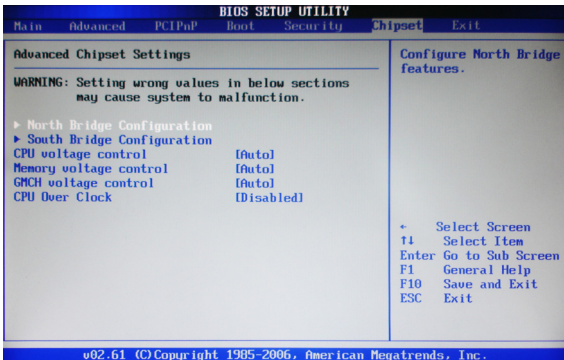 BIOS SETUP UTILITY
Main Advanced PCIPnP Boot Security Chipset Exit
Advanced Chipset Settings
WARNING: Setting wrong values in below sections
may cause system to malfunction.
▶ North Bridge Configuration
▶ South Bridge Configuration
CPU voltage control [Auto]
Memory voltage control [Auto]
GMCH voltage control [Auto]
CPU Over Clock [Disabled]
Configure North Bridge
features.
← Select Screen
↑↓ Select Item
Enter Go to Sub Screen
F1 General Help
F10 Save and Exit
ESC Exit
v02.61 (C)Copyright 1985-2006, American Megatrends, Inc.